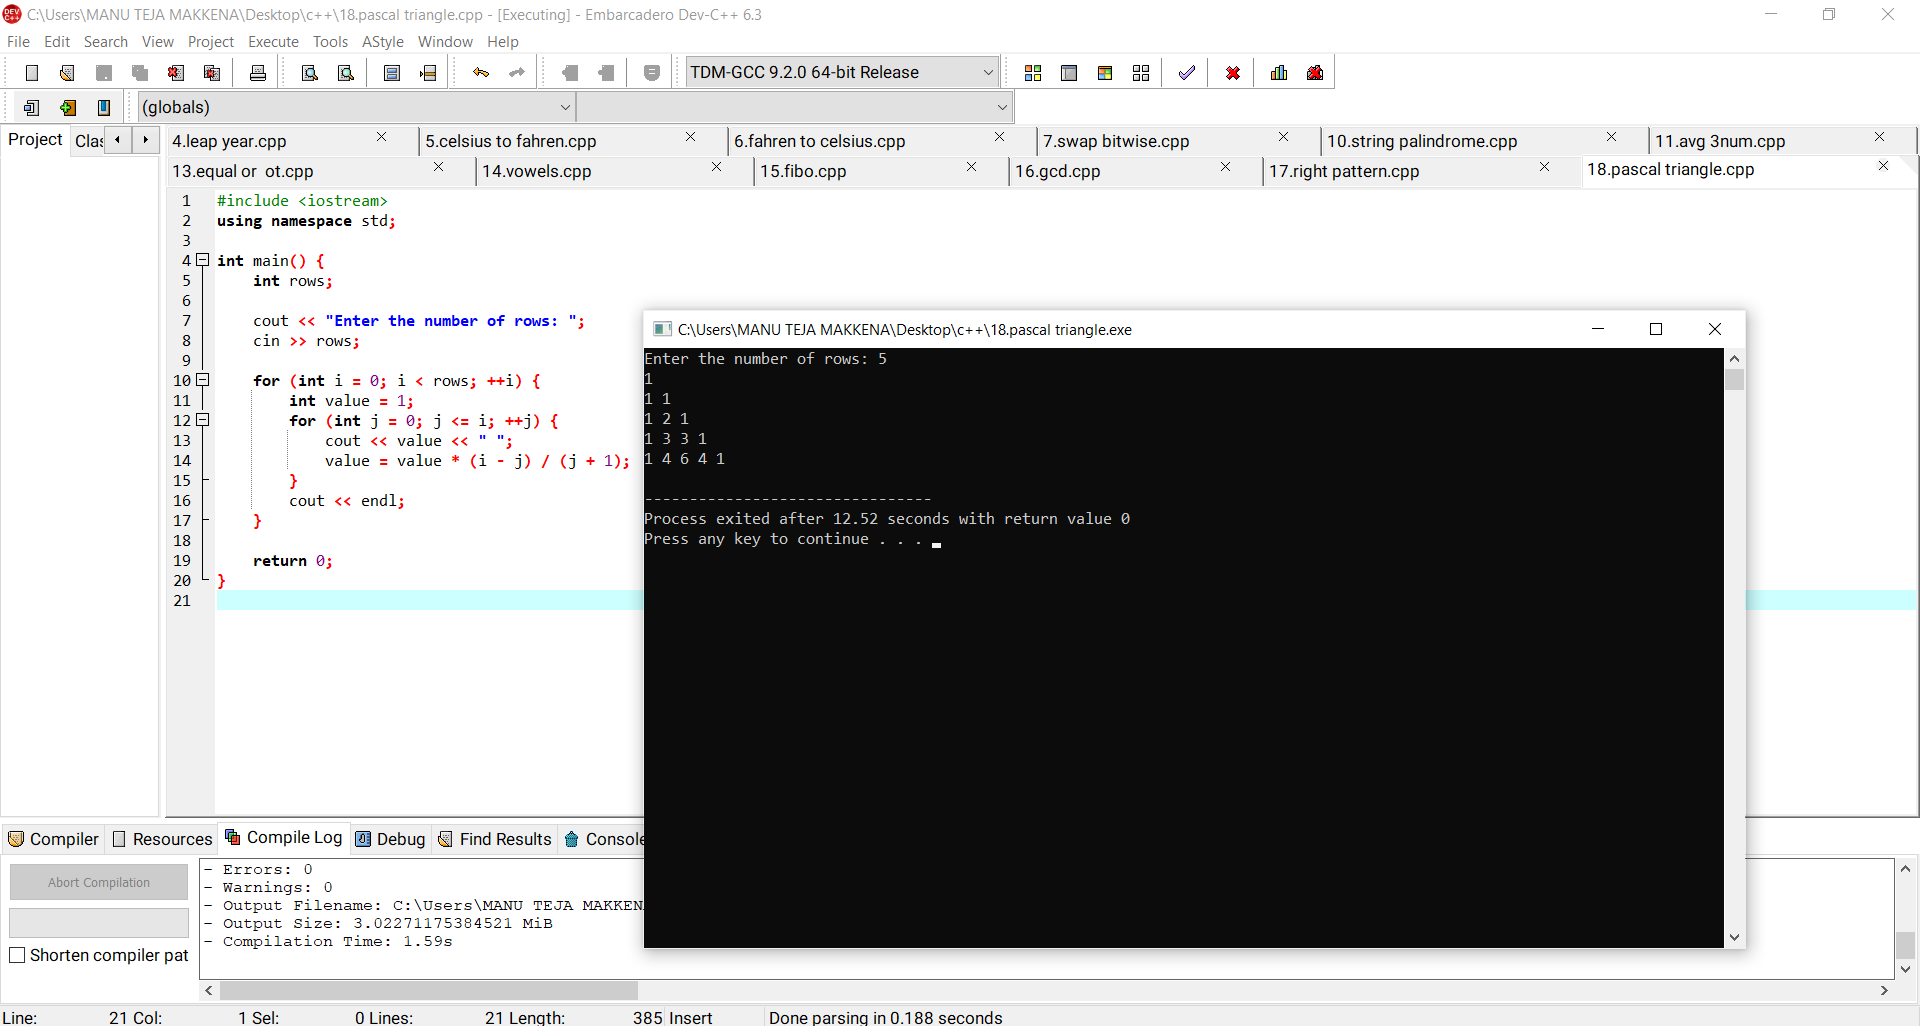 C:\Users\MANU TEJA MAKKENA\Desktop\c++\18.pascal triangle.cpp - [Executing] - Embarcadero Dev-C++ 6.3
File Edit Search View Project Execute Tools AStyle Window Help
TDM-GCC 9.2.0 64-bit Release
(globals)
Project Clas
4.leap year.cpp 5.celsius to fahren.cpp 6.fahren to celsius.cpp 7.swap bitwise.cpp 10.string palindrome.cpp 11.avg 3num.cpp
13.equal or ot.cpp 14.vowels.cpp 15.fibo.cpp 16.gcd.cpp 17.right pattern.cpp 18.pascal triangle.cpp
1 #include <iostream>
2 using namespace std;
3
4 int main() {
5 int rows;
6
7 cout << "Enter the number of rows: ";
8 cin >> rows;
9
10 for (int i = 0; i < rows; ++i) {
11 int value = 1;
12 for (int j = 0; j <= i; ++j) {
13 cout << value << " ";
14 value = value * (i - j) / (j + 1);
15 }
16 cout << endl;
17 }
18
19 return 0;
20 }
21
C:\Users\MANU TEJA MAKKENA\Desktop\c++\18.pascal triangle.exe
Enter the number of rows: 5
1
1 1
1 2 1
1 3 3 1
1 4 6 4 1
--------------------------------
Process exited after 12.52 seconds with return value 0
Press any key to continue . . .
Compiler Resources Compile Log Debug Find Results Console
Abort Compilation
Shorten compiler pat
- Errors: 0
- Warnings: 0
- Output Filename: C:\Users\MANU TEJA MAKKEN
- Output Size: 3.02271175384521 MiB
- Compilation Time: 1.59s
Line: 21 Col: 1 Sel: 0 Lines: 21 Length: 385 Insert Done parsing in 0.188 seconds